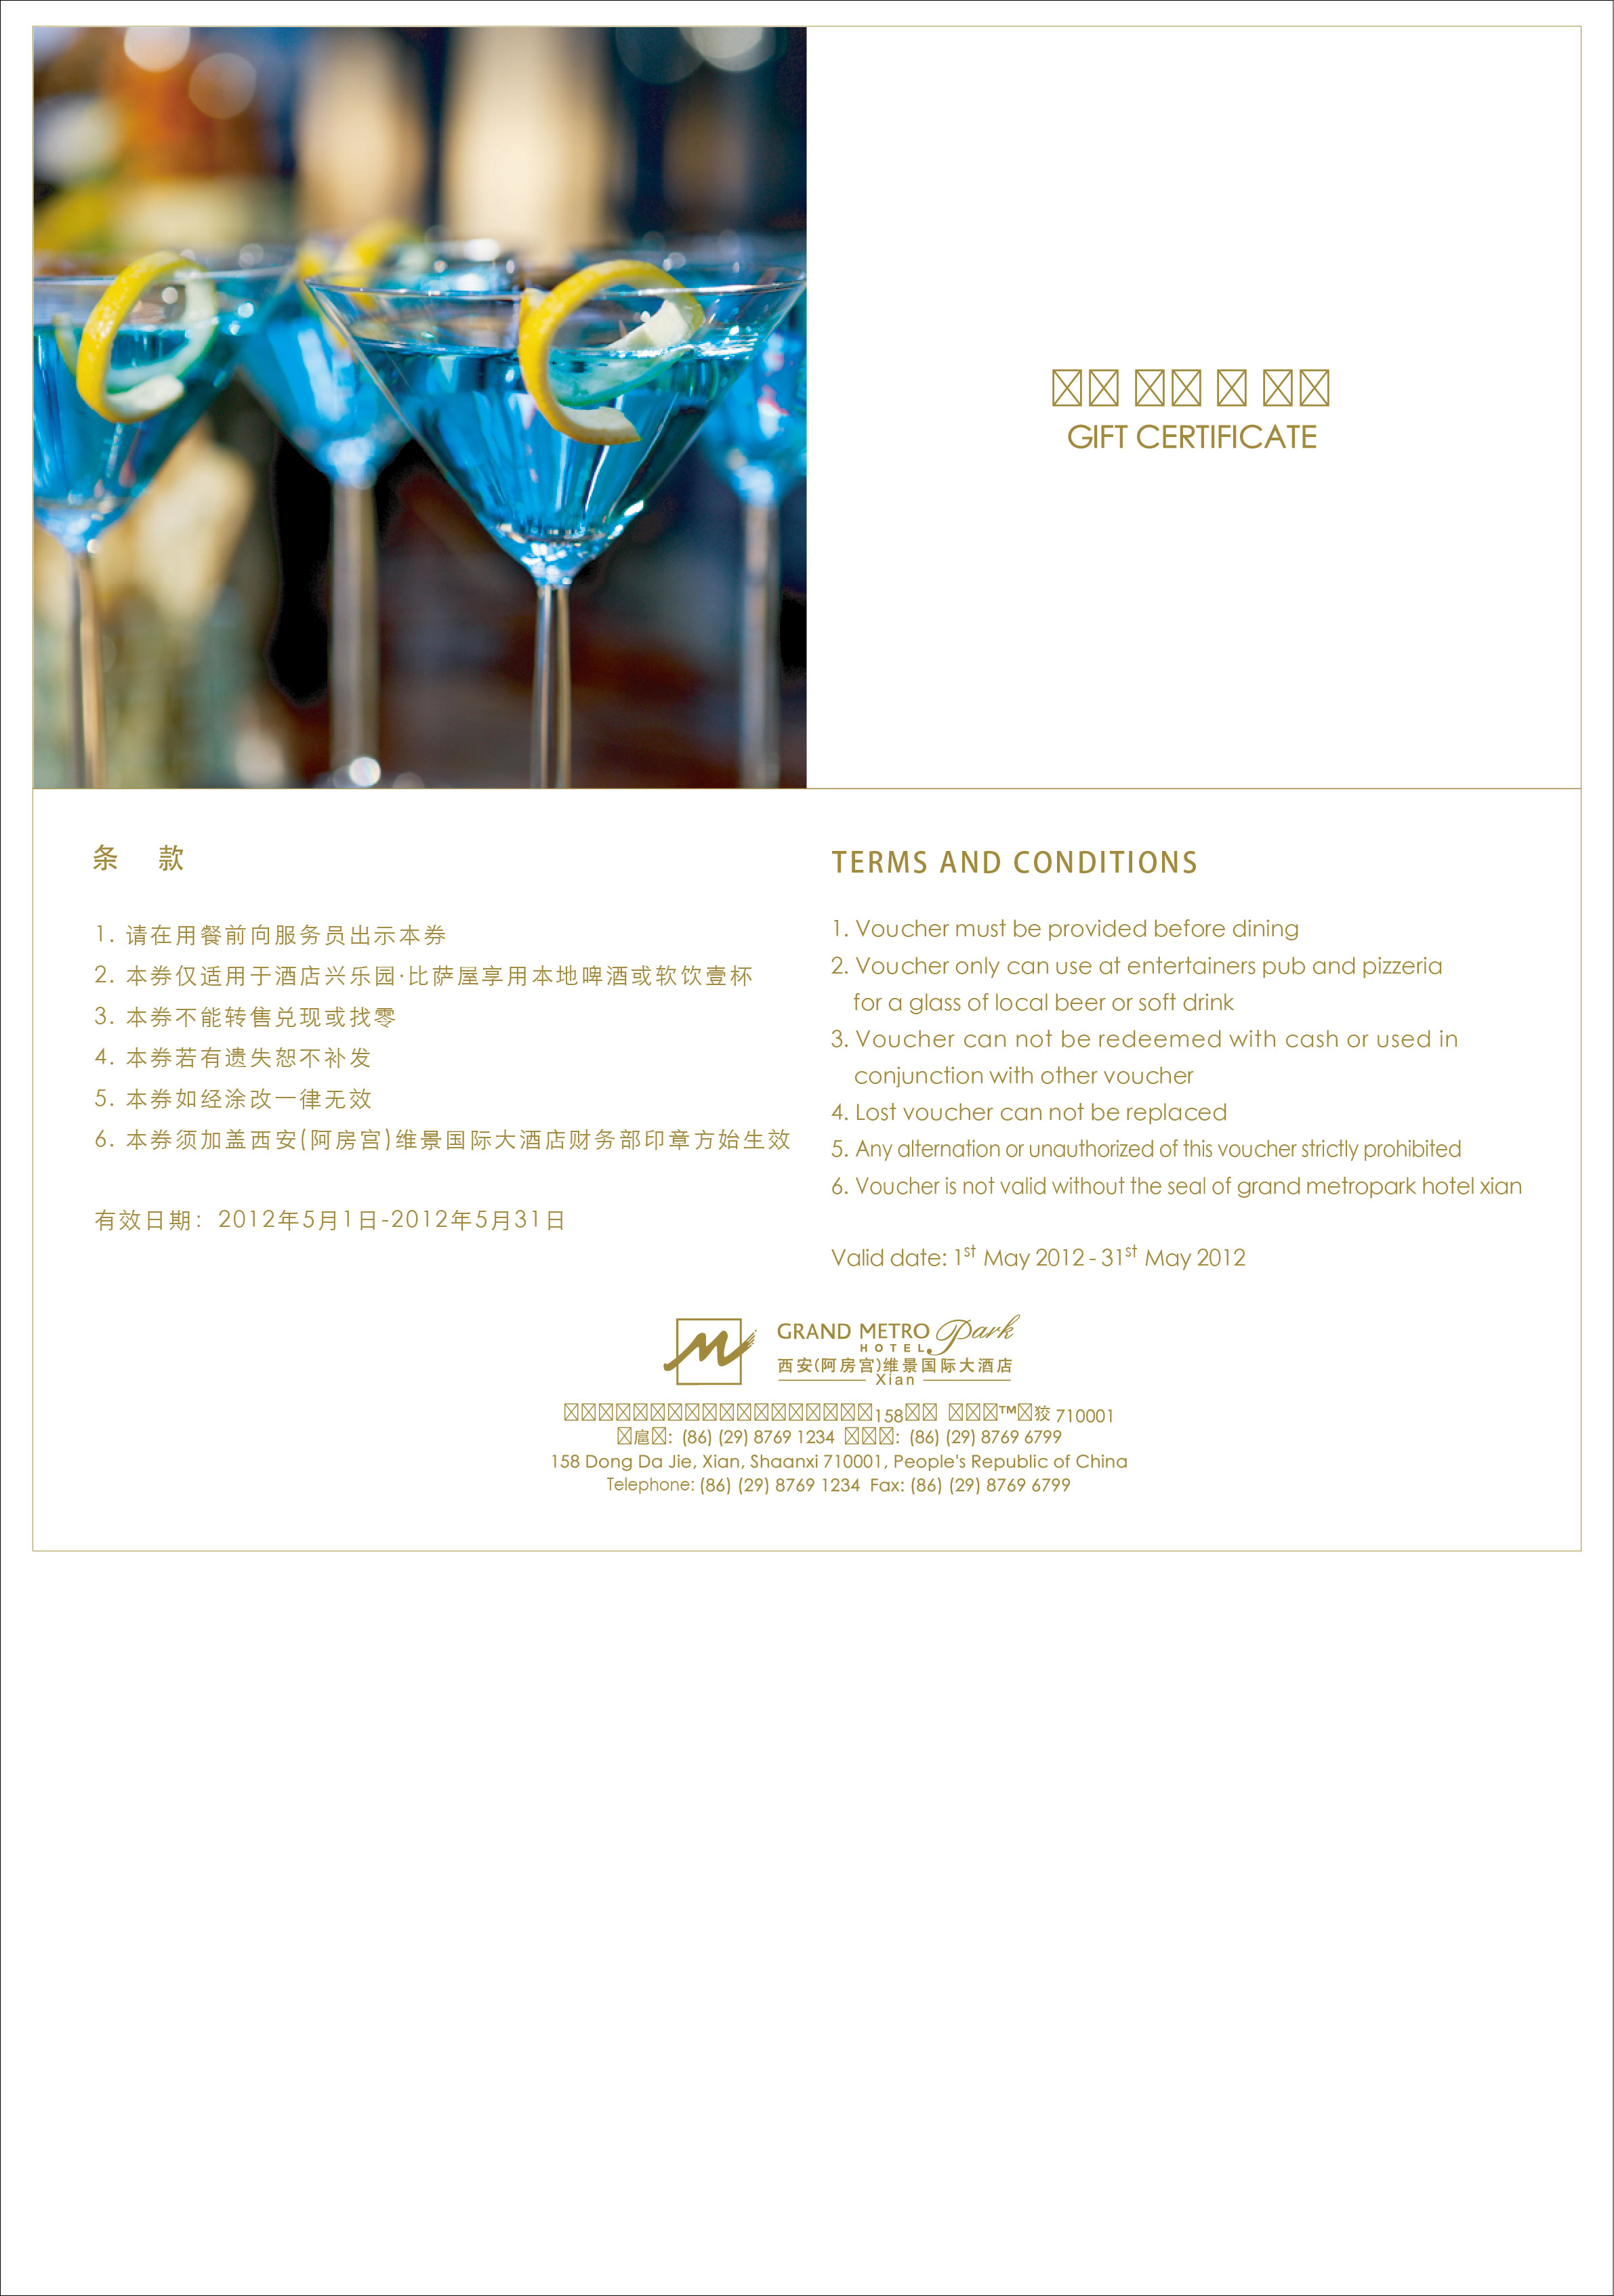 GIFT CERTIFICATE
条 款
1. 请在用餐前向服务员出示本券
2. 本券仅适用于酒店兴乐园·比萨屋享用本地啤酒或软饮壹杯
3. 本券不能转售兑现或找零
4. 本券若有遗失恕不补发
5. 本券如经涂改一律无效
6. 本券须加盖西安(阿房宫)维景国际大酒店财务部印章方始生效
有效日期: 2012年5月1日-2012年5月31日
TERMS AND CONDITIONS
1. Voucher must be provided before dining
2. Voucher only can use at entertainers pub and pizzeria
for a glass of local beer or soft drink
3. Voucher can not be redeemed with cash or used in
conjunction with other voucher
4. Lost voucher can not be replaced
5. Any alternation or unauthorized of this voucher strictly prohibited
6. Voucher is not valid without the seal of grand metropark hotel xian
Valid date: 1st May 2012 - 31st May 2012
GRAND METRO Park
HOTEL
西安(阿房宫)维景国际大酒店
Xian
158 ™ 710001
: (86) (29) 8769 1234 : (86) (29) 8769 6799
158 Dong Da Jie, Xian, Shaanxi 710001, People's Republic of China
Telephone: (86) (29) 8769 1234 Fax: (86) (29) 8769 6799